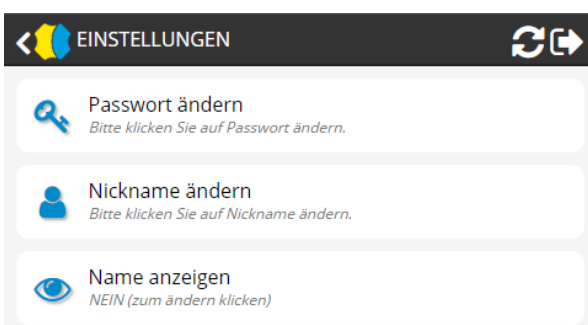 EINSTELLUNGEN
Passwort ändern
Bitte klicken Sie auf Passwort ändern.
Nickname ändern
Bitte klicken Sie auf Nickname ändern.
Name anzeigen
NEIN (zum ändern klicken)